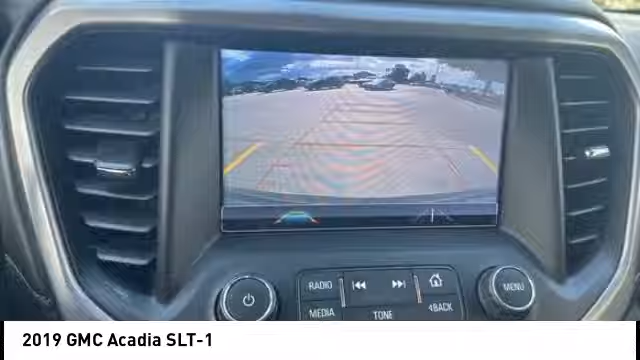 RADIO
MENU
MEDIA
TONE
BACK
2019 GMC Acadia SLT-1